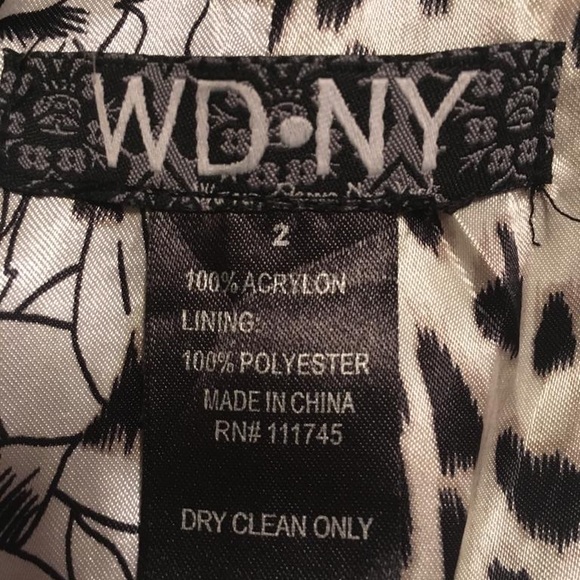 WD•NY
2
100% ACRYLON
LINING:
100% POLYESTER
MADE IN CHINA
RN# 111745
DRY CLEAN ONLY